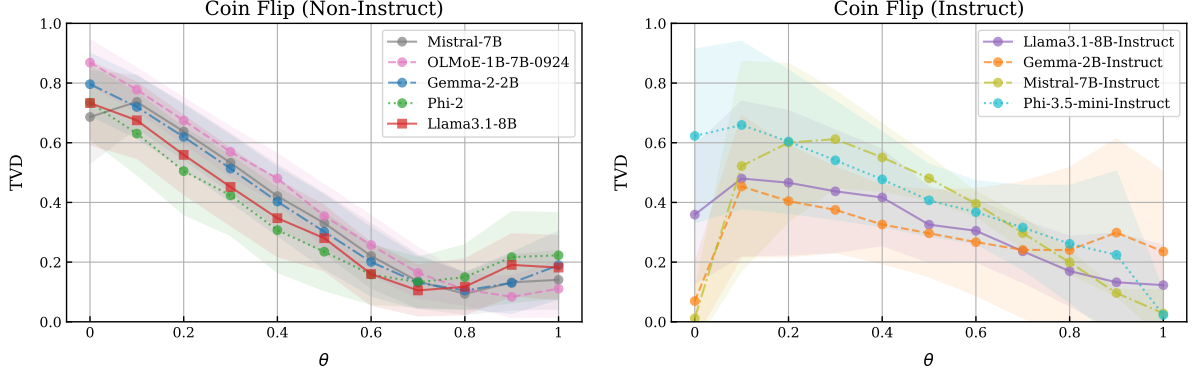 Coin Flip (Non-Instruct)
TVD
1.0
0.8
0.6
0.4
0.2
0.0
0
0.2
0.4
0.6
0.8
1
θ
Mistral-7B
OLMoE-1B-7B-0924
Gemma-2-2B
Phi-2
Llama3.1-8B
Coin Flip (Instruct)
TVD
1.0
0.8
0.6
0.4
0.2
0.0
0
0.2
0.4
0.6
0.8
1
θ
Llama3.1-8B-Instruct
Gemma-2B-Instruct
Mistral-7B-Instruct
Phi-3.5-mini-Instruct